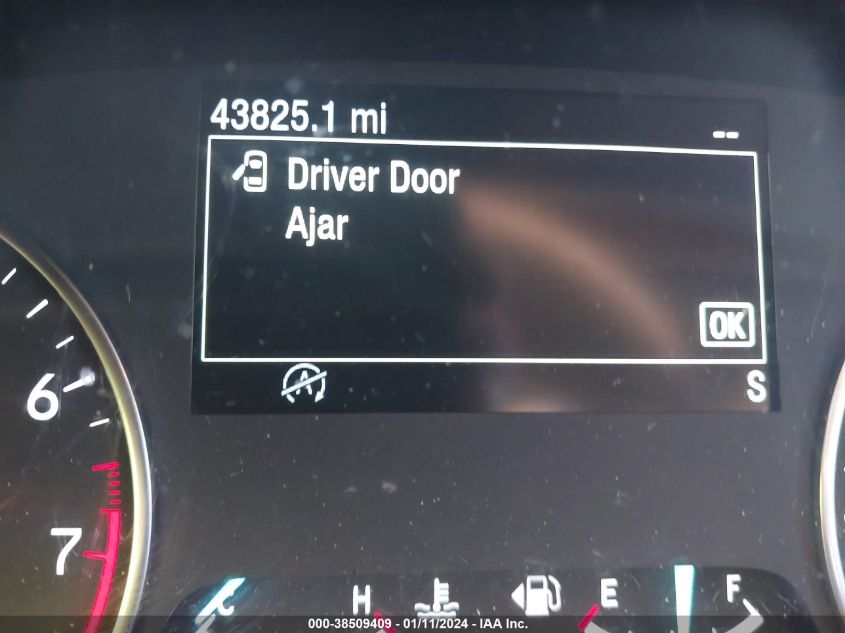 43825.1 mi
--
Driver Door
Ajar
OK
A
S
6
7
C H E F
000-38509409 - 01/11/2024 - IAA Inc.